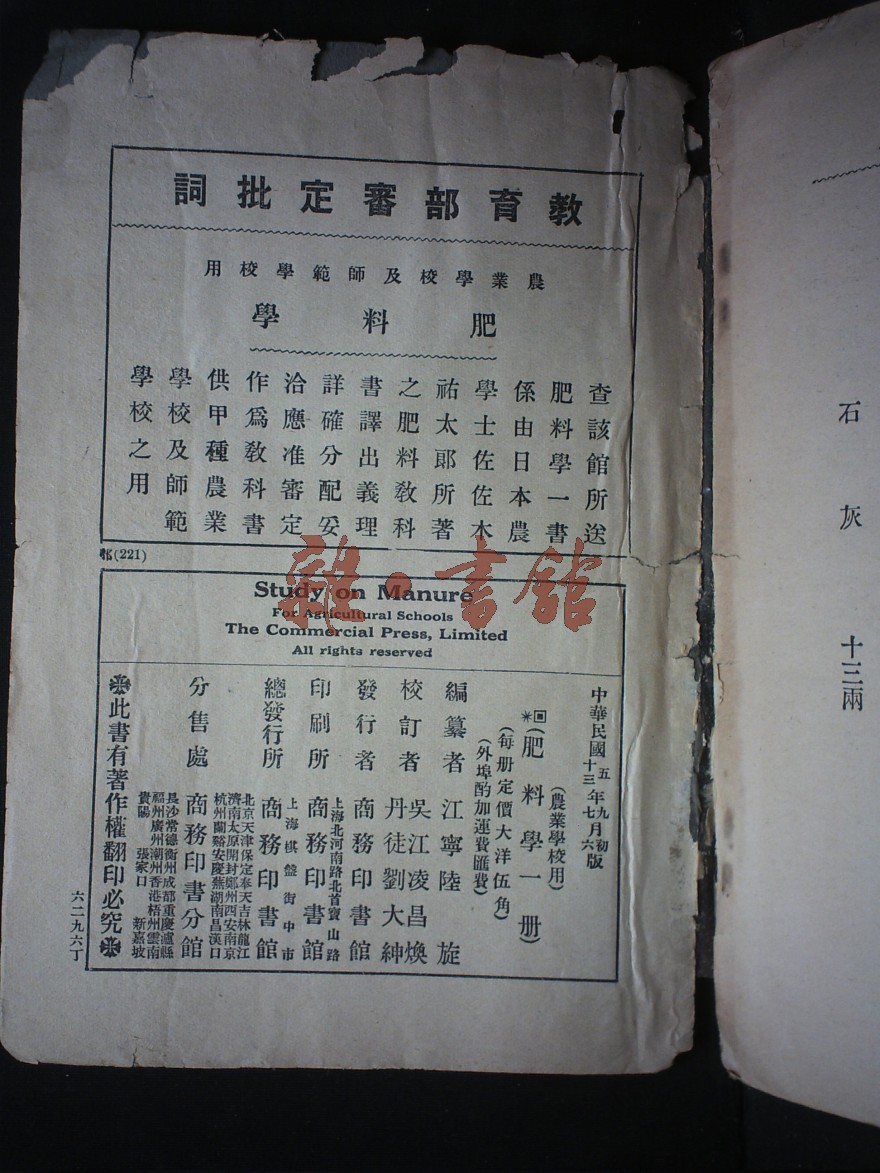 教育部審定批詞
農業學校及師範學校用
肥料學
查該館所送
肥料學一書
係由日本農
學士佐佐木
祐太郞所著
之肥料敎科
書譯出義理
詳確分配妥
洽應准審定
作爲敎科書
供甲種農業
學校及師範
學校之用
(221)
Study on Manure
For Agricultural Schools
The Commercial Press, Limited
All rights reserved
中華民國五年九月初版
十三年七月六版
(農業學校用)
(肥料學一册)
(每册定價大洋伍角)
(外埠酌加運費匯費)
編纂者 江寧陸旋
校訂者 吳江凌昌煥
丹徒劉大紳
發行者 商務印書館
印刷所 上海北河南路北首寶山路
商務印書館
總發行所 上海棋盤街中市
商務印書館
分售處 北京天津保定奉天吉林龍江
濟南太原開封鄭州西安南京
杭州蘭谿安慶蕪湖南昌漢口
商務印書分館
長沙常德衡州成都重慶瀘縣
福州廣州潮州香港梧州雲南
貴陽 張家口 新嘉坡
此書有著作權翻印必究
六二九六丁
雜·書館
石灰 十三兩